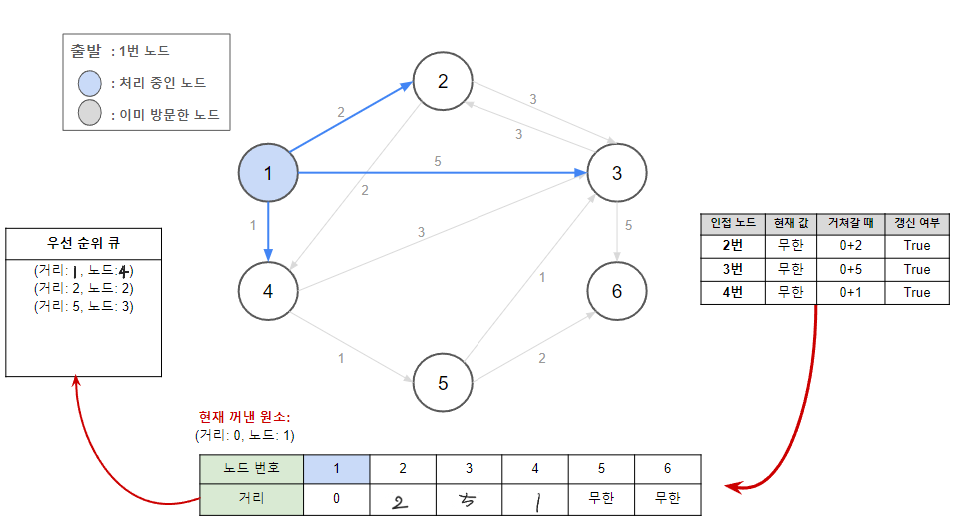 출발 : 1번 노드
: 처리 중인 노드
: 이미 방문한 노드
2
2
3
3
1
5
3
1
2
5
3
4
6
1
1
2
5
우선 순위 큐
(거리: 1, 노드: 4)
(거리: 2, 노드: 2)
(거리: 5, 노드: 3)
인접 노드 현재 값 거쳐갈 때 갱신 여부
2번 무한 0+2 True
3번 무한 0+5 True
4번 무한 0+1 True
현재 꺼낸 원소:
(거리: 0, 노드: 1)
노드 번호 1 2 3 4 5 6
거리 0 2 5 1 무한 무한